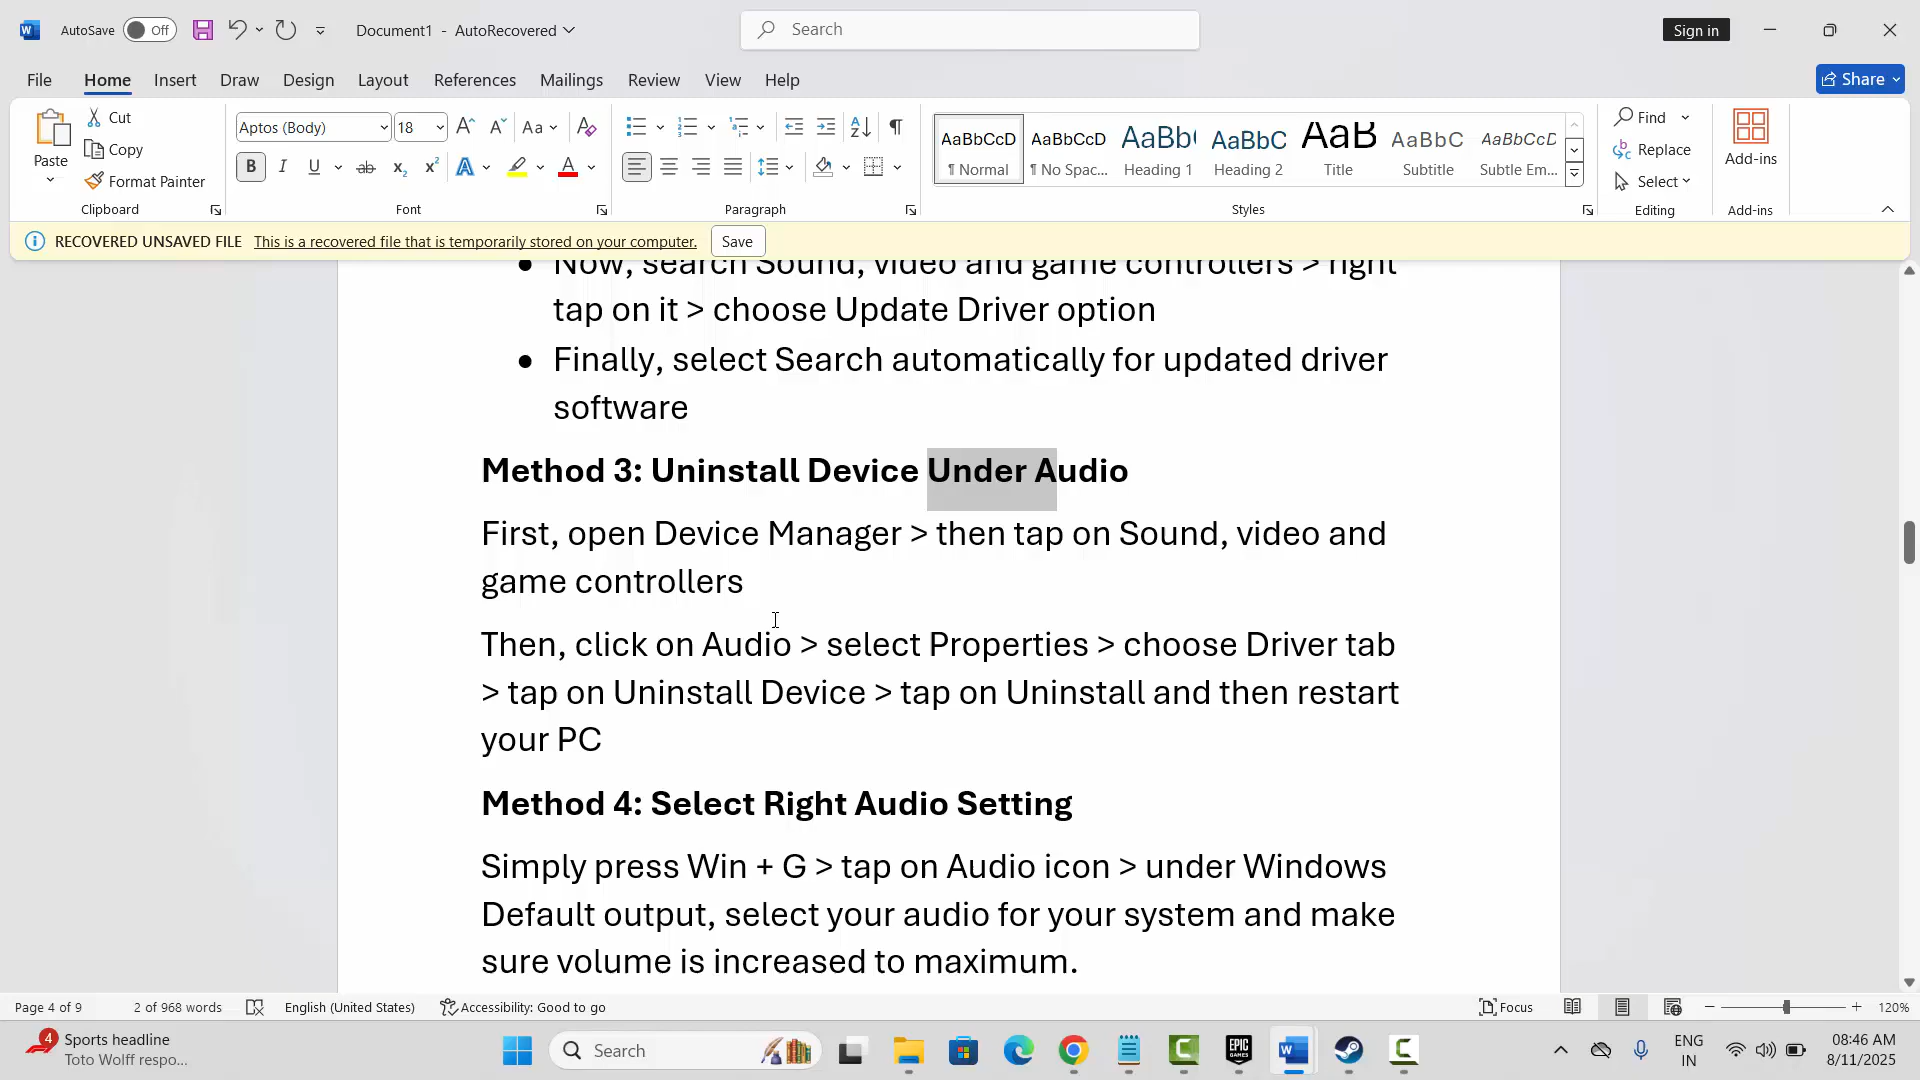 AutoSave Off Document1 - AutoRecovered Search Sign in
File Home Insert Draw Design Layout References Mailings Review View Help Share
Paste Cut Copy Format Painter
Aptos (Body) 18
AaBbCcD AaBbCcD AaBb( AaBbC AaB AaBbC AaBbCcD
¶ Normal ¶ No Spac... Heading 1 Heading 2 Title Subtitle Subtle Em...
Find Replace Select Add-ins
Clipboard Font Paragraph Styles Editing Add-ins
RECOVERED UNSAVED FILE This is a recovered file that is temporarily stored on your computer. Save
• Now, search Sound, video and game controllers > right
tap on it > choose Update Driver option
• Finally, select Search automatically for updated driver
software
Method 3: Uninstall Device Under Audio
First, open Device Manager > then tap on Sound, video and
game controllers
Then, click on Audio > select Properties > choose Driver tab
> tap on Uninstall Device > tap on Uninstall and then restart
your PC
Method 4: Select Right Audio Setting
Simply press Win + G > tap on Audio icon > under Windows
Default output, select your audio for your system and make
sure volume is increased to maximum.
Page 4 of 9 2 of 968 words English (United States) Accessibility: Good to go Focus 120%
4 Sports headline
Toto Wolff respo...
Search
ENG
IN
08:46 AM
8/11/2025